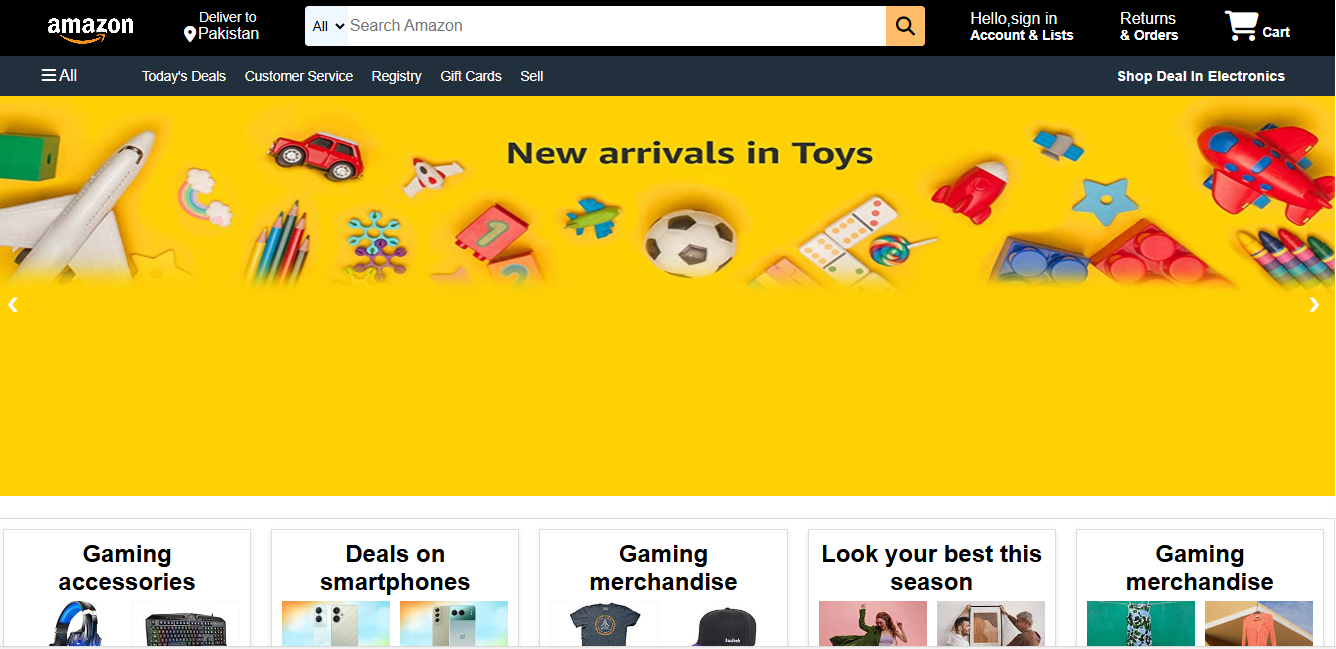 amazon
Deliver to
Pakistan
All
Search Amazon
Hello,sign in
Account & Lists
Returns
& Orders
Cart
All
Today's Deals
Customer Service
Registry
Gift Cards
Sell
Shop Deal In Electronics
New arrivals in Toys
1
2
Gaming
accessories
Deals on
smartphones
Gaming
merchandise
Look your best this
season
Gaming
merchandise